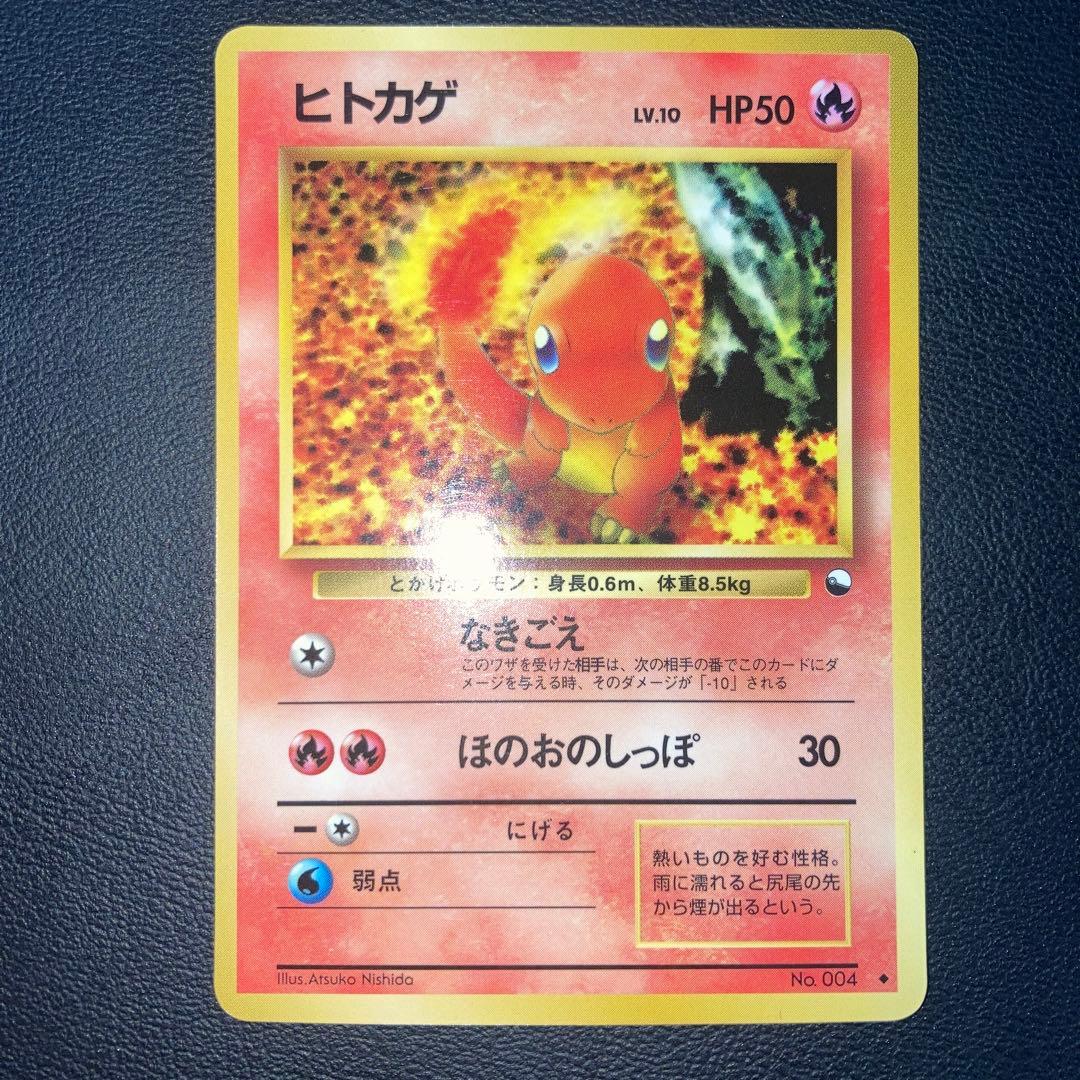 ヒトカゲ LV.10 HP50
とかげポケモン：身長0.6m、体重8.5kg
なきごえ
このワザを受けた相手は、次の相手の番でこのカードにダ
メージを与える時、そのダメージが「-10」される
ほのおのしっぽ 30
− にげる
弱点
熱いものを好む性格。
雨に濡れると尻尾の先
から煙が出るという。
Illus.Atsuko Nishida No. 004 ◆